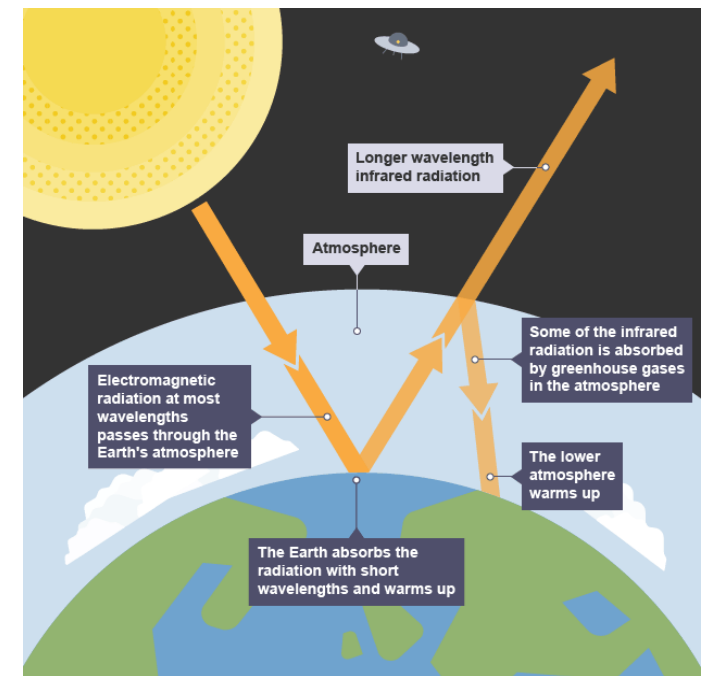 Longer wavelength
infrared radiation
Atmosphere
Some of the infrared
radiation is absorbed
by greenhouse gases
in the atmosphere
Electromagnetic
radiation at most
wavelengths
passes through the
Earth's atmosphere
The lower
atmosphere
warms up
The Earth absorbs the
radiation with short
wavelengths and warms up